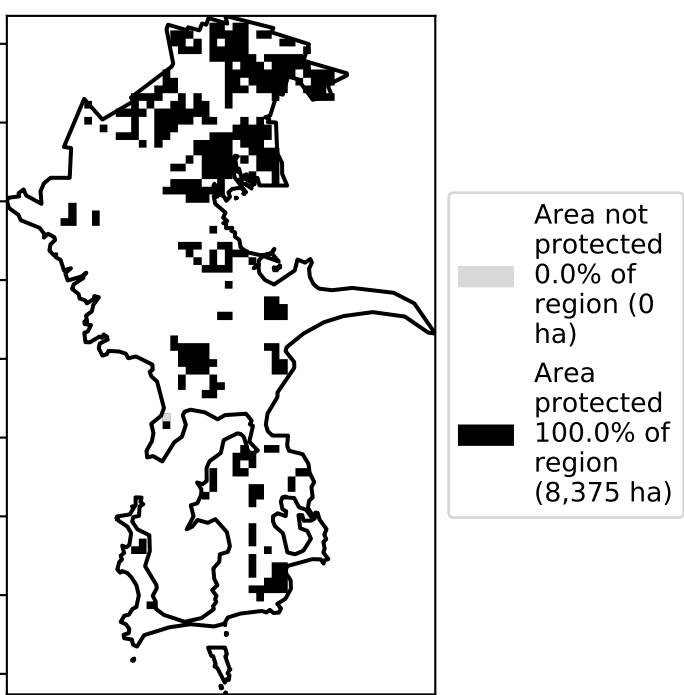 Area not
protected
0.0% of
region (0
ha)
Area
protected
100.0% of
region
(8,375 ha)